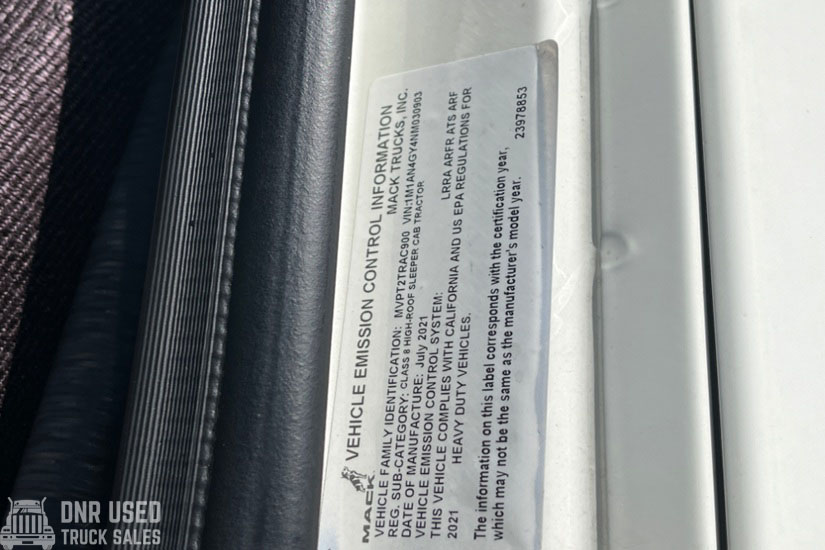 MACK VEHICLE EMISSION CONTROL INFORMATION
MACK TRUCKS, INC.
VEHICLE FAMILY IDENTIFICATION: MVPT2TRAC900 VIN:1M1AN4GY4NM030903
REG. SUB-CATEGORY: CLASS 8 HIGH-ROOF SLEEPER CAB TRACTOR
DATE OF MANUFACTURE: July 2021
VEHICLE EMISSION CONTROL SYSTEM: LRRA ARFR ATS ARF
THIS VEHICLE COMPLIES WITH CALIFORNIA AND US EPA REGULATIONS FOR
2021 HEAVY DUTY VEHICLES.
The information on this label corresponds with the certification year,
which may not be the same as the manufacturer's model year.
23978853
DNR USED
TRUCK SALES